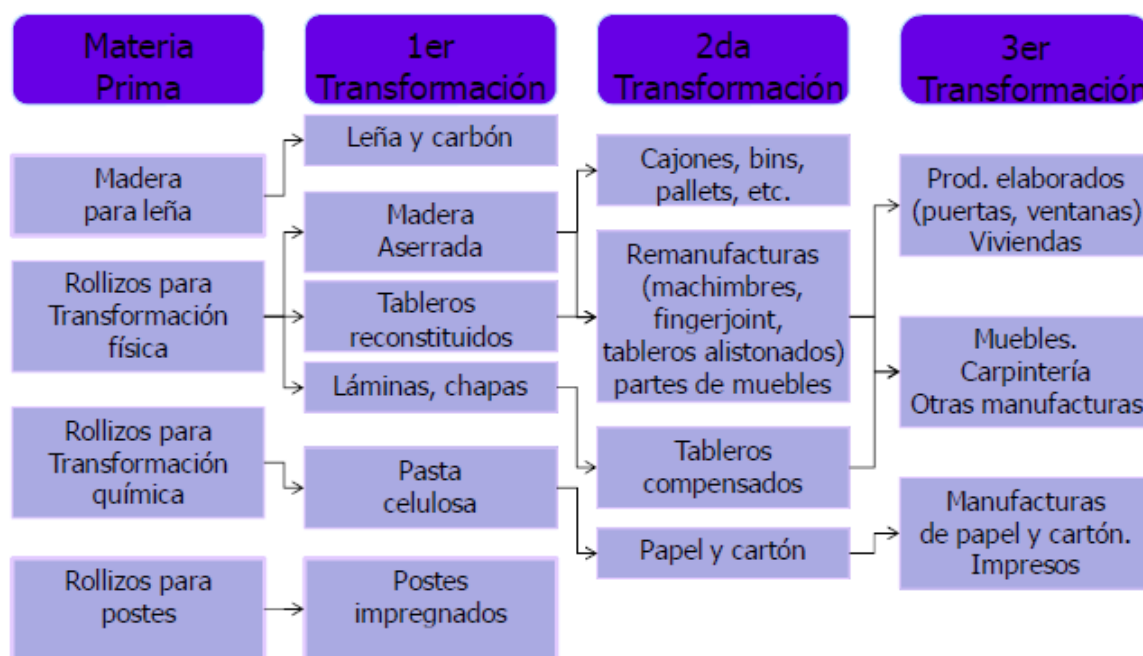 Materia
Prima
1er
Transformación
2da
Transformación
3er
Transformación
Madera
para leña
Rollizos para
Transformación
física
Rollizos para
Transformación
química
Rollizos para
postes
Leña y carbón
Madera
Aserrada
Tableros
reconstituidos
Láminas, chapas
Pasta
celulosa
Postes
impregnados
Cajones, bins,
pallets, etc.
Remanufacturas
(machimbres,
fingerjoint,
tableros alistonados)
partes de muebles
Tableros
compensados
Papel y cartón
Prod. elaborados
(puertas, ventanas)
Viviendas
Muebles.
Carpintería
Otras manufacturas
Manufacturas
de papel y cartón.
Impresos